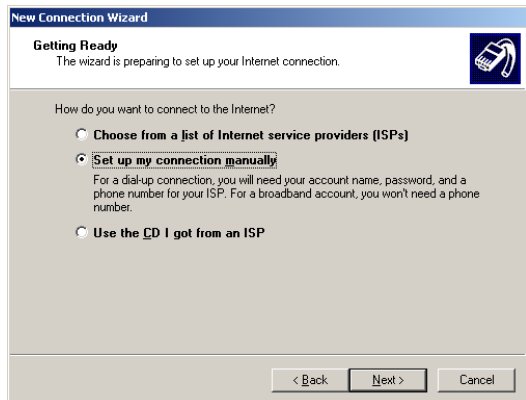 New Connection Wizard
Getting Ready
The wizard is preparing to set up your Internet connection.
How do you want to connect to the Internet?
Choose from a list of Internet service providers (ISPs)
Set up my connection manually
For a dial-up connection, you will need your account name, password, and a
phone number for your ISP. For a broadband account, you won't need a phone
number.
Use the CD I got from an ISP
< Back
Next >
Cancel